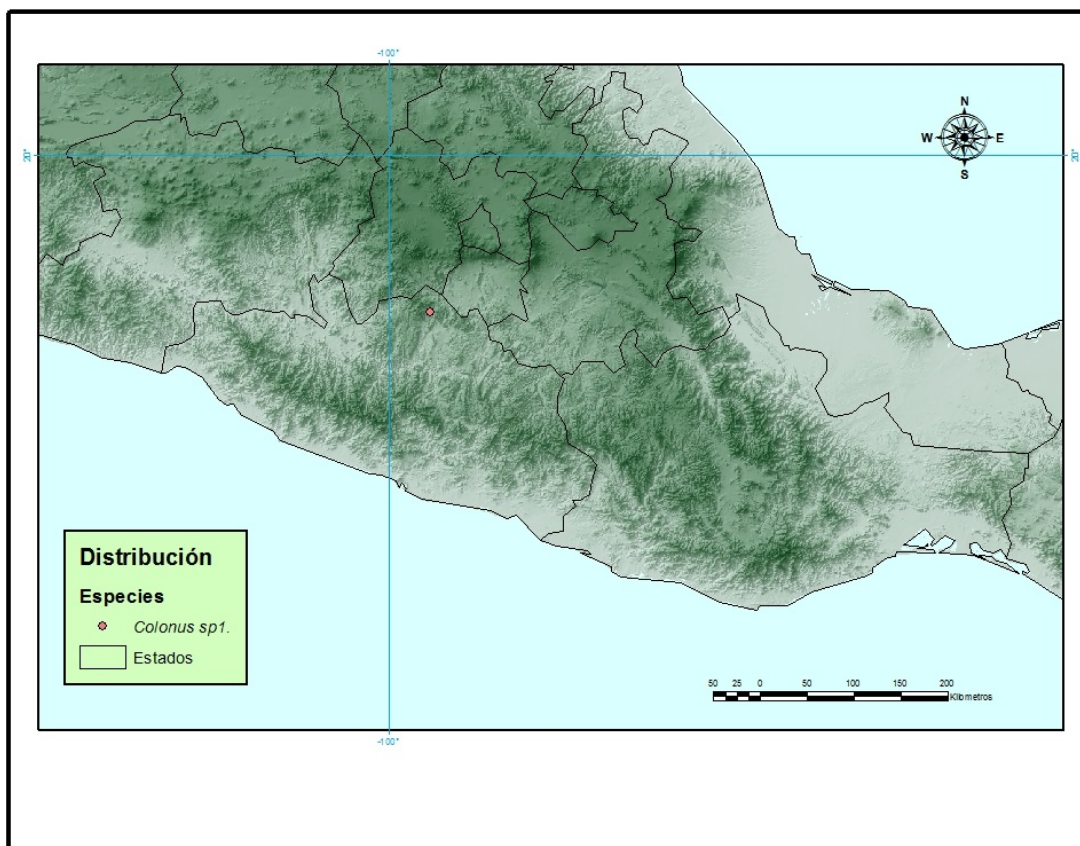 -100°
20°
20°
N
W E
S
Distribución
Especies
Colonus sp1.
Estados
50 25 0 50 100 150 200
Kilometros
-100°